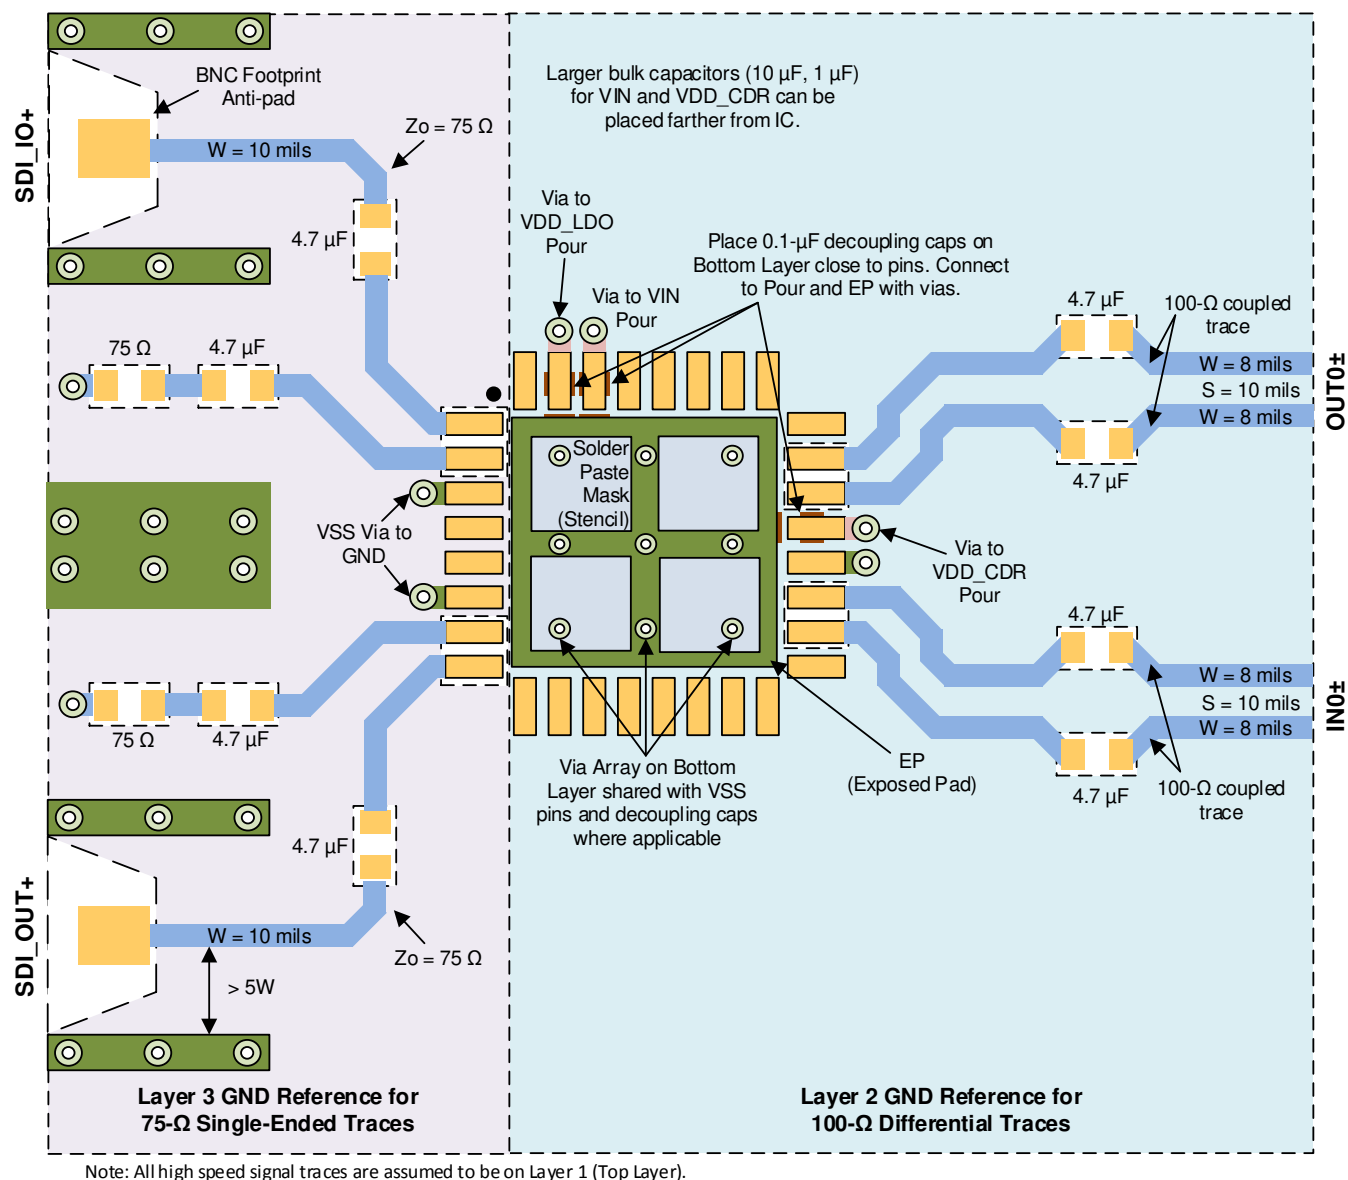 BNC Footprint
Anti-pad
SDI_IO+
W = 10 mils
Zo = 75 Ω
4.7 µF
Larger bulk capacitors (10 µF, 1 µF)
for VIN and VDD_CDR can be
placed farther from IC.
Via to
VDD_LDO
Pour
Via to VIN
Pour
Place 0.1-µF decoupling caps on
Bottom Layer close to pins. Connect
to Pour and EP with vias.
4.7 µF
100-Ω coupled
trace
W = 8 mils
S = 10 mils
W = 8 mils
OUT0±
4.7 µF
75 Ω
4.7 µF
Solder
Paste
Mask
(Stencil)
VSS Via to
GND
Via to
VDD_CDR
Pour
4.7 µF
W = 8 mils
S = 10 mils
W = 8 mils
IN0±
4.7 µF
100-Ω coupled
trace
75 Ω
4.7 µF
Via Array on Bottom
Layer shared with VSS
pins and decoupling caps
where applicable
EP
(Exposed Pad)
4.7 µF
SDI_OUT+
W = 10 mils
Zo = 75 Ω
> 5W
Layer 3 GND Reference for
75-Ω Single-Ended Traces
Layer 2 GND Reference for
100-Ω Differential Traces
Note: All high speed signal traces are assumed to be on Layer 1 (Top Layer).